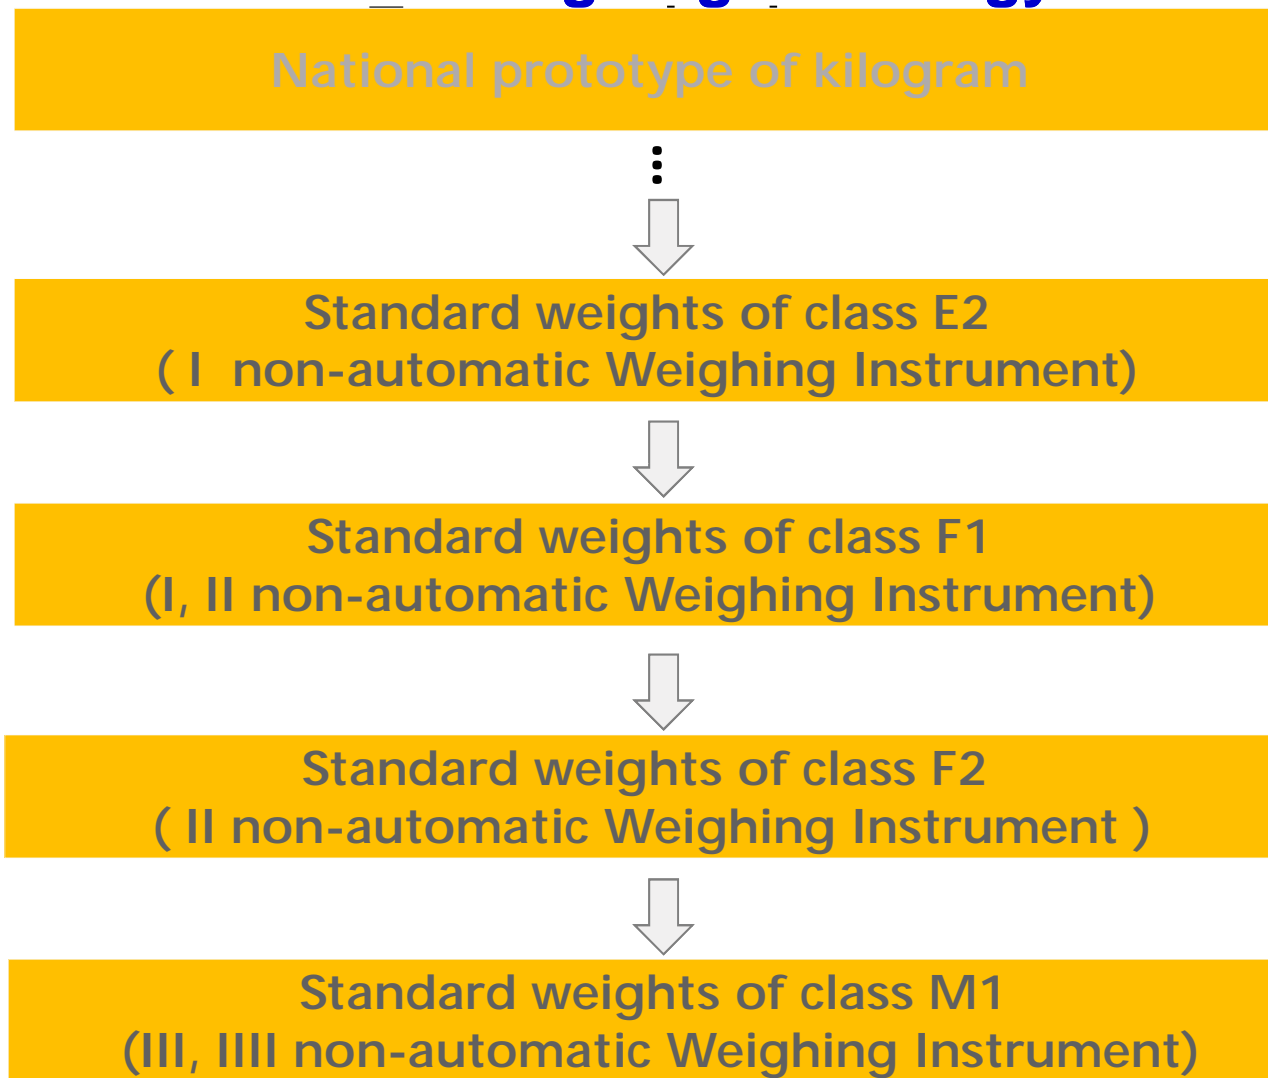 National prototype of kilogram
Standard weights of class E2
( I non-automatic Weighing Instrument)
Standard weights of class F1
(I, II non-automatic Weighing Instrument)
Standard weights of class F2
( II non-automatic Weighing Instrument )
Standard weights of class M1
(III, IIII non-automatic Weighing Instrument)